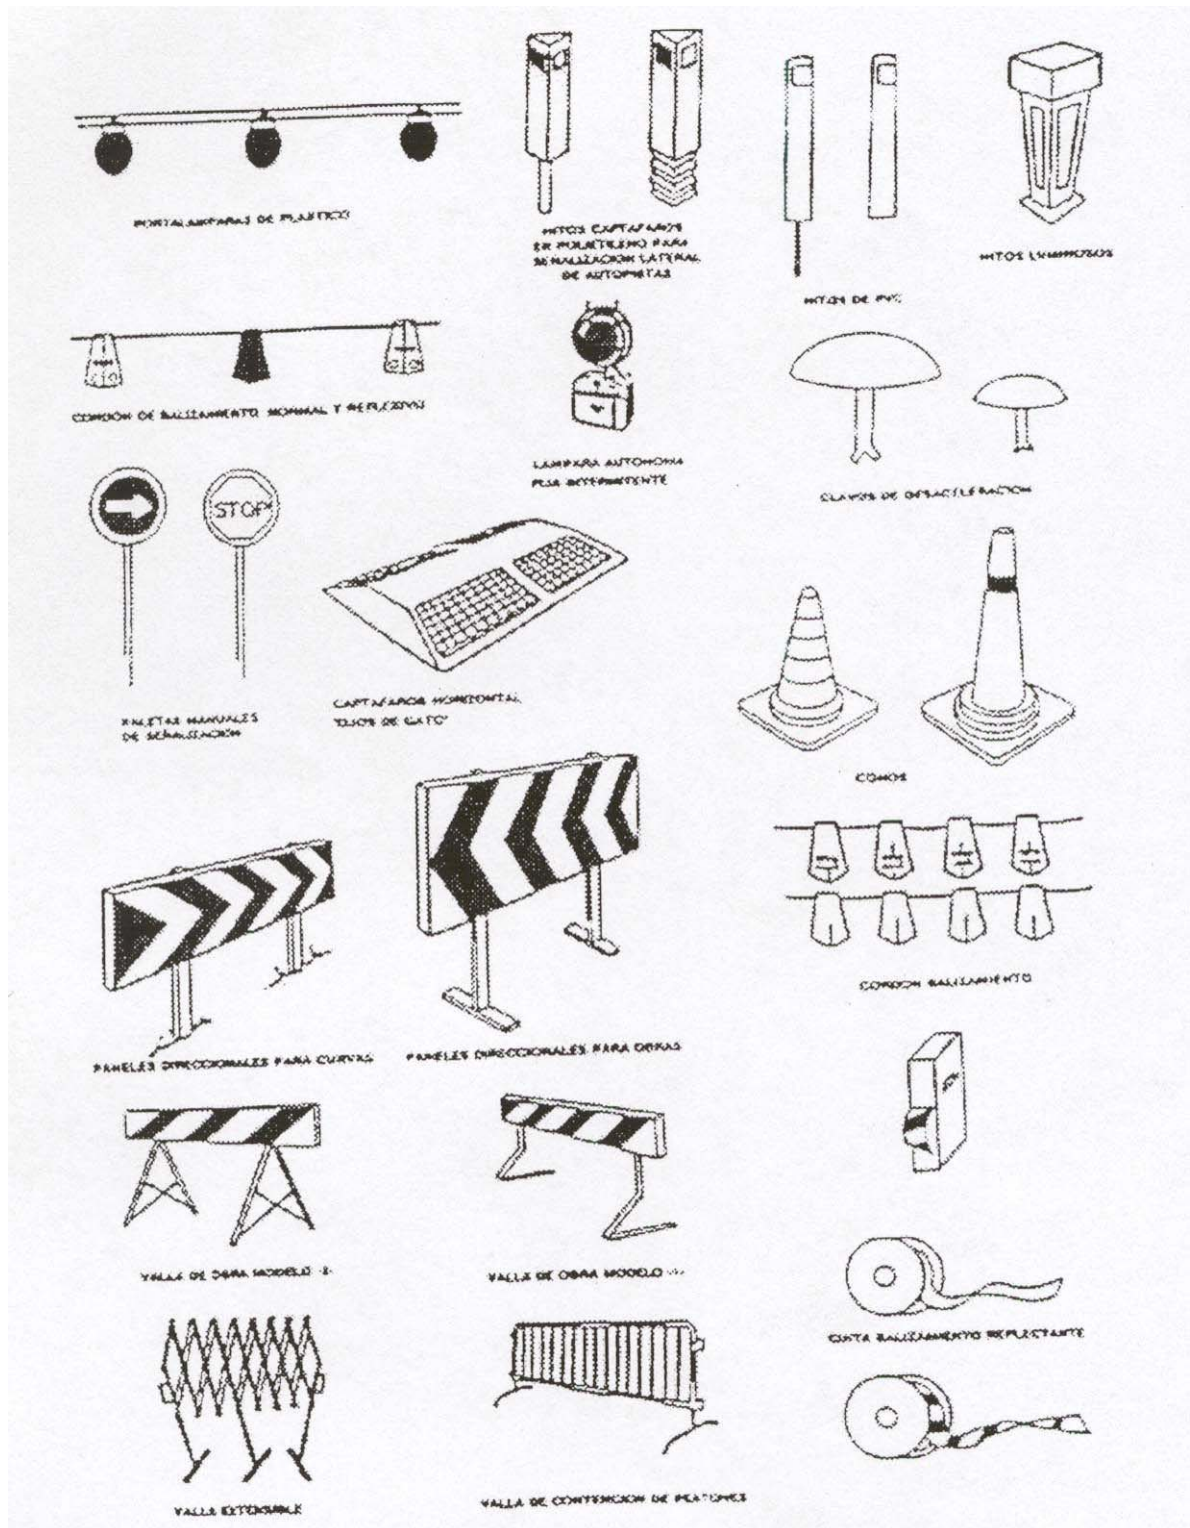 PORTALAMPARAS DE PLASTICO
HITOS CAPTAFAROS
EN POLIETILENO PARA
SEÑALIZACION LATERAL
DE AUTOPISTAS
HITOS DE PVC
HITOS LUMINOSOS
CORDON DE BALIZAMIENTO NORMAL Y REFLEXIVO
LAMPARA AUTONOMA
FIJA INTERMITENTE
CLAVOS DE DESACELERACION
STOP
PALETAS MANUALES
DE SEÑALIZACIÓN
CAPTAFAROS HORIZONTAL
"OJOS DE GATO"
CONOS
CORDON BALIZAMIENTO
PANELES DIRECCIONALES PARA CURVAS
PANELES DIRECCIONALES PARA OBRAS
VALLA DE OBRA MODELO
VALLA DE OBRA MODELO
CINTA BALIZAMIENTO REFLECTANTE
VALLA EXTENSIBLE
VALLA DE CONTENCION DE PEATONES